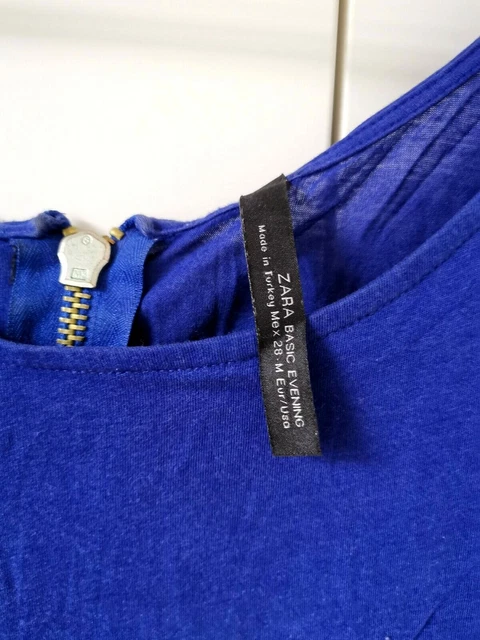 ZARA BASIC EVENING
Made in Turkey Mex 28 · M Eur/Usa